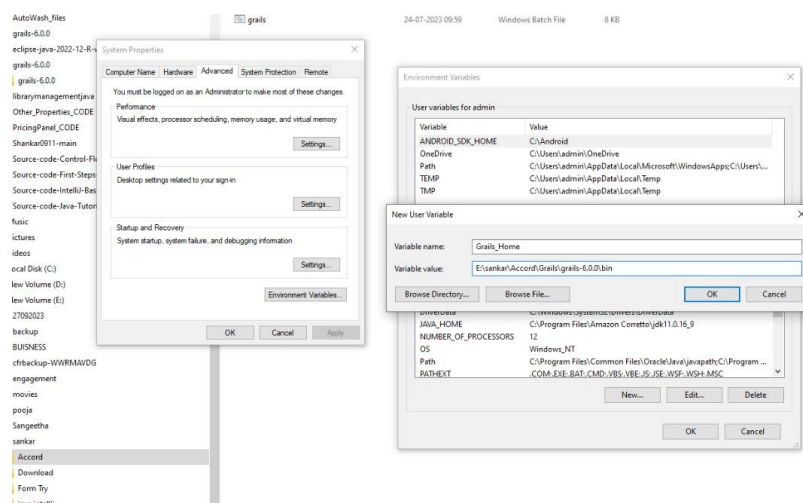 AutoWash_files
grails-6.0.0
eclipse-java-2022-12-R-
grails-6.0.0
grails-6.0.0
librarymanagementjava
Other_Properties_CODE
PricingPanel_CODE
Shankar0911-main
Source-code-Control-Fl
Source-code-First-Steps
Source-code-IntelliJ-Bas
Source-code-Java-Tutori
usic
ictures
ideos
ocal Disk (C:)
lew Volume (D:)
lew Volume (E:)
27092023
backup
BUISNESS
cfrbackup-WWRMAVDG
engagement
movies
pooja
Sangeetha
sankar
Accord
Download
Form Try
grails 24-07-2023 09:59 Windows Batch File 8 KB
System Properties
Computer Name Hardware Advanced System Protection Remote
You must be logged on as an Administrator to make most of these changes.
Performance
Visual effects, processor scheduling, memory usage, and virtual memory
Settings...
User Profiles
Desktop settings related to your sign-in
Settings...
Startup and Recovery
System startup, system failure, and debugging information
Settings...
Environment Variables...
OK Cancel Apply
Environment Variables
User variables for admin
Variable Value
ANDROID_SDK_HOME C:\Android
OneDrive C:\Users\admin\OneDrive
Path C:\Users\admin\AppData\Local\Microsoft\WindowsApps;C:\Users\...
TEMP C:\Users\admin\AppData\Local\Temp
TMP C:\Users\admin\AppData\Local\Temp
New User Variable
Variable name: Grails_Home
Variable value: E:\sankar\Accord\Grails\grails-6.0.0\bin
Browse Directory... Browse File... OK Cancel
DriverData C:\Windows\System32\Drivers\DriverData
JAVA_HOME C:\Program Files\Amazon Corretto\jdk11.0.16_9
NUMBER_OF_PROCESSORS 12
OS Windows_NT
Path C:\Program Files\Common Files\Oracle\Java\javapath;C:\Program ...
PATHEXT .COM;.EXE;.BAT;.CMD;.VBS;.VBE;.JS;.JSE;.WSF;.WSH;.MSC
New... Edit... Delete
OK Cancel